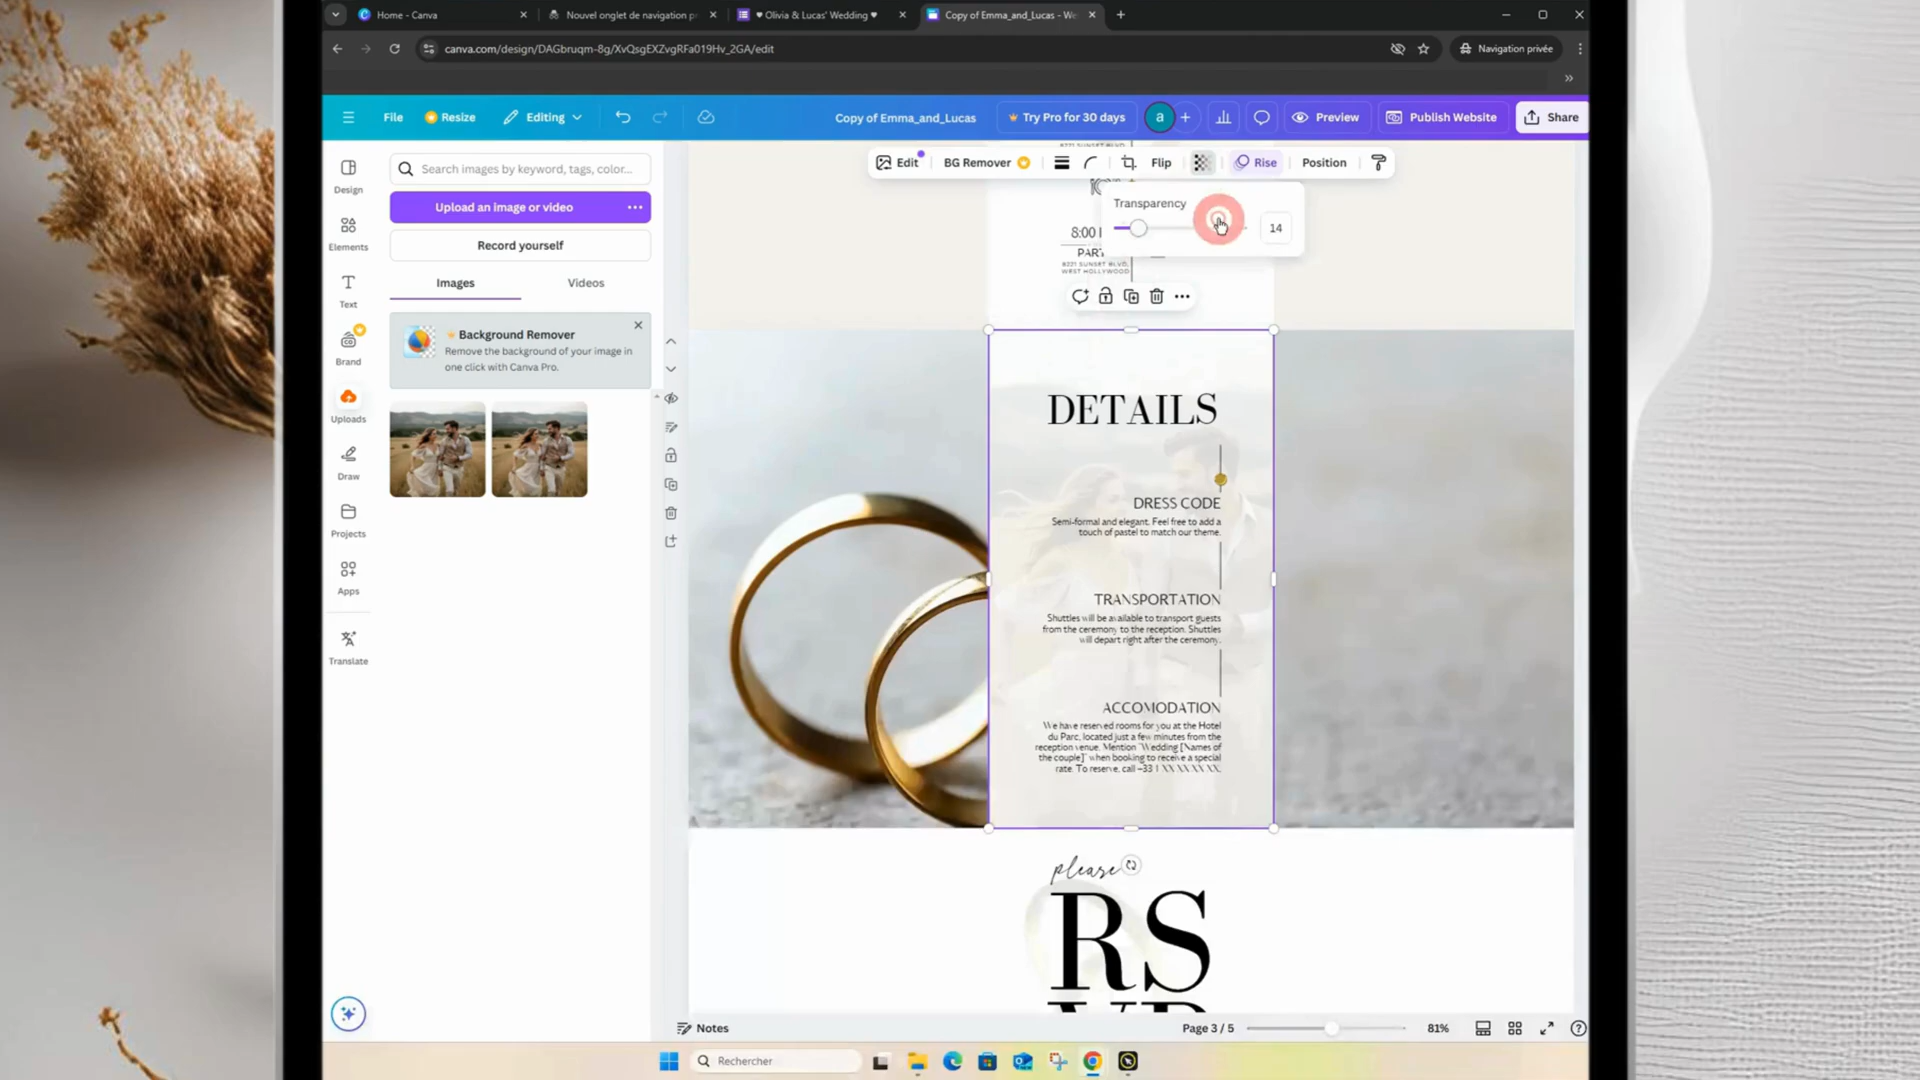 Home - Canva
Nouvel onglet de navigation p
♥ Olivia & Lucas' Wedding ♥
Copy of Emma_and_Lucas - We
canva.com/design/DAGbruqm-8g/XvQsgEXZvgRFa019Hv_2GA/edit
Navigation privée
File
Resize
Editing
Copy of Emma_and_Lucas
Try Pro for 30 days
a
Preview
Publish Website
Share
Edit
BG Remover
Flip
Rise
Position
Transparency
14
Design
Elements
Text
Brand
Uploads
Draw
Projects
Apps
Translate
Search images by keyword, tags, color...
Upload an image or video
Record yourself
Images
Videos
Background Remover
Remove the background of your image in
one click with Canva Pro.
8:00
PAR
8221 SUNSET BLVD,
WEST HOLLYWOOD
DETAILS
DRESS CODE
Semi-formal and elegant. Feel free to add a
touch of pastel to match our theme.
TRANSPORTATION
Shuttles will be available to transport guests
from the ceremony to the reception. Shuttles
will depart right after the ceremony.
ACCOMODATION
We have reserved rooms for you at the Hotel
du Parc, located just a few minutes from the
reception venue. Mention "Wedding [Names of
the couple]" when booking to receive a special
rate. To reserve, call +33 1 XX XX XX XX.
please
RS
VP
Notes
Page 3 / 5
81%
Rechercher